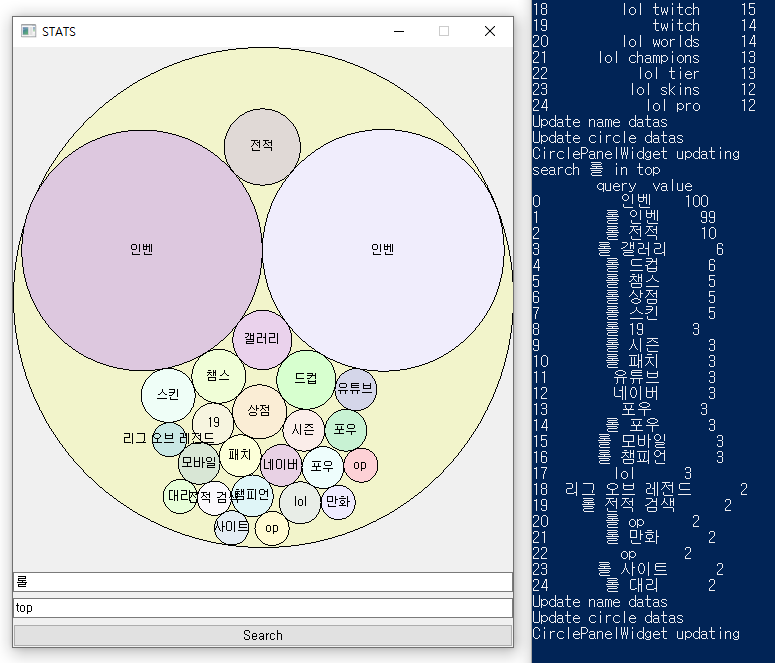 STATS
전적
인벤
인벤
갤러리
챔스
드컵
유튜브
스킨
상점
19
시즌
포우
리그 오브 레전드
패치
모바일
네이버
포우
op
대리
전적 검색
챔피언
lol
만화
사이트
op
롤
top
Search
18 lol twitch 15
19 twitch 14
20 lol worlds 14
21 lol champions 13
22 lol tier 13
23 lol skins 12
24 lol pro 12
Update name datas
Update circle datas
CirclePanelWidget updating
search 롤 in top
query value
0 인벤 100
1 롤 인벤 99
2 롤 전적 10
3 롤 갤러리 6
4 롤 드컵 6
5 롤 챔스 5
6 롤 상점 5
7 롤 스킨 5
8 롤 19 3
9 롤 시즌 3
10 롤 패치 3
11 유튜브 3
12 네이버 3
13 포우 3
14 롤 포우 3
15 롤 모바일 3
16 롤 챔피언 3
17 lol 3
18 리그 오브 레전드 2
19 롤 전적 검색 2
20 롤 op 2
21 롤 만화 2
22 op 2
23 롤 사이트 2
24 롤 대리 2
Update name datas
Update circle datas
CirclePanelWidget updating